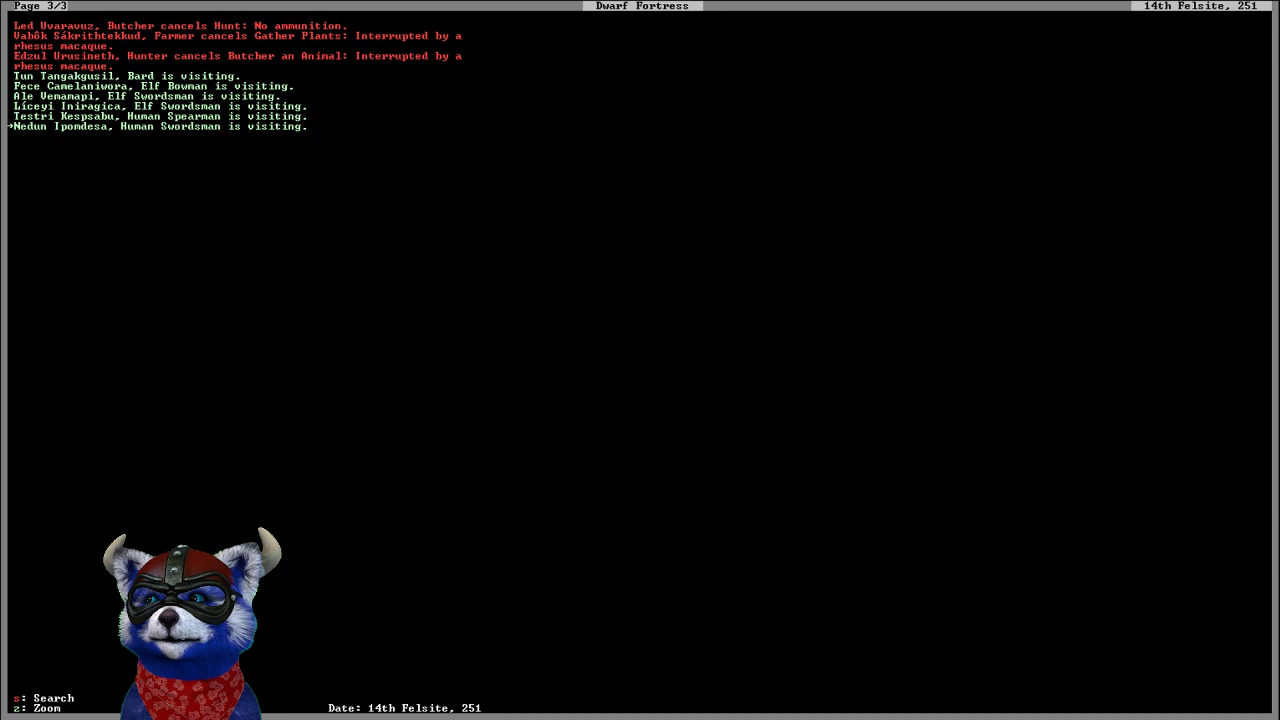 Page 3/3
Dwarf Fortress
14th Felsite, 251
Led Uvaravuz, Butcher cancels Hunt: No ammunition.
Vabôk Sákrithtekkud, Farmer cancels Gather Plants: Interrupted by a
rhesus macaque.
Edzul Urusineth, Hunter cancels Butcher an Animal: Interrupted by a
rhesus macaque.
Tun Tangakgusil, Bard is visiting.
Fece Camelaniwora, Elf Bowman is visiting.
Ale Vemamapi, Elf Swordsman is visiting.
Líceyi Iniragica, Elf Swordsman is visiting.
Testri Kespsabu, Human Spearman is visiting.
Nedun Ipomdesa, Human Swordsman is visiting.
s: Search
z: Zoom
Date: 14th Felsite, 251